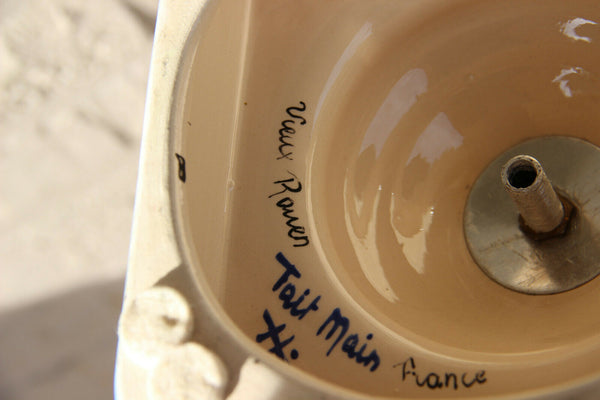 Vieux Rouen
Fait Main
France